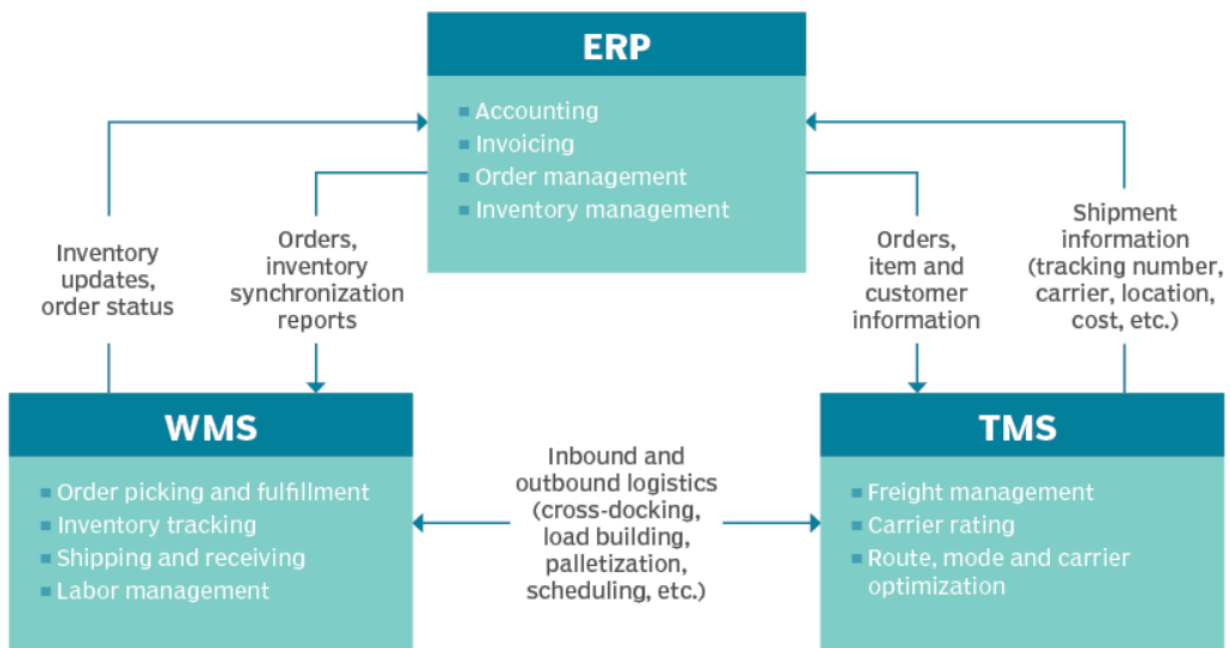 ERP
Accounting
Invoicing
Order management
Inventory management
Inventory
updates,
order status
Orders,
inventory
synchronization
reports
Orders,
item and
customer
information
Shipment
information
(tracking number,
carrier, location,
cost, etc.)
WMS
Order picking and fulfillment
Inventory tracking
Shipping and receiving
Labor management
Inbound and
outbound logistics
(cross-docking,
load building,
palletization,
scheduling, etc.)
TMS
Freight management
Carrier rating
Route, mode and carrier
optimization